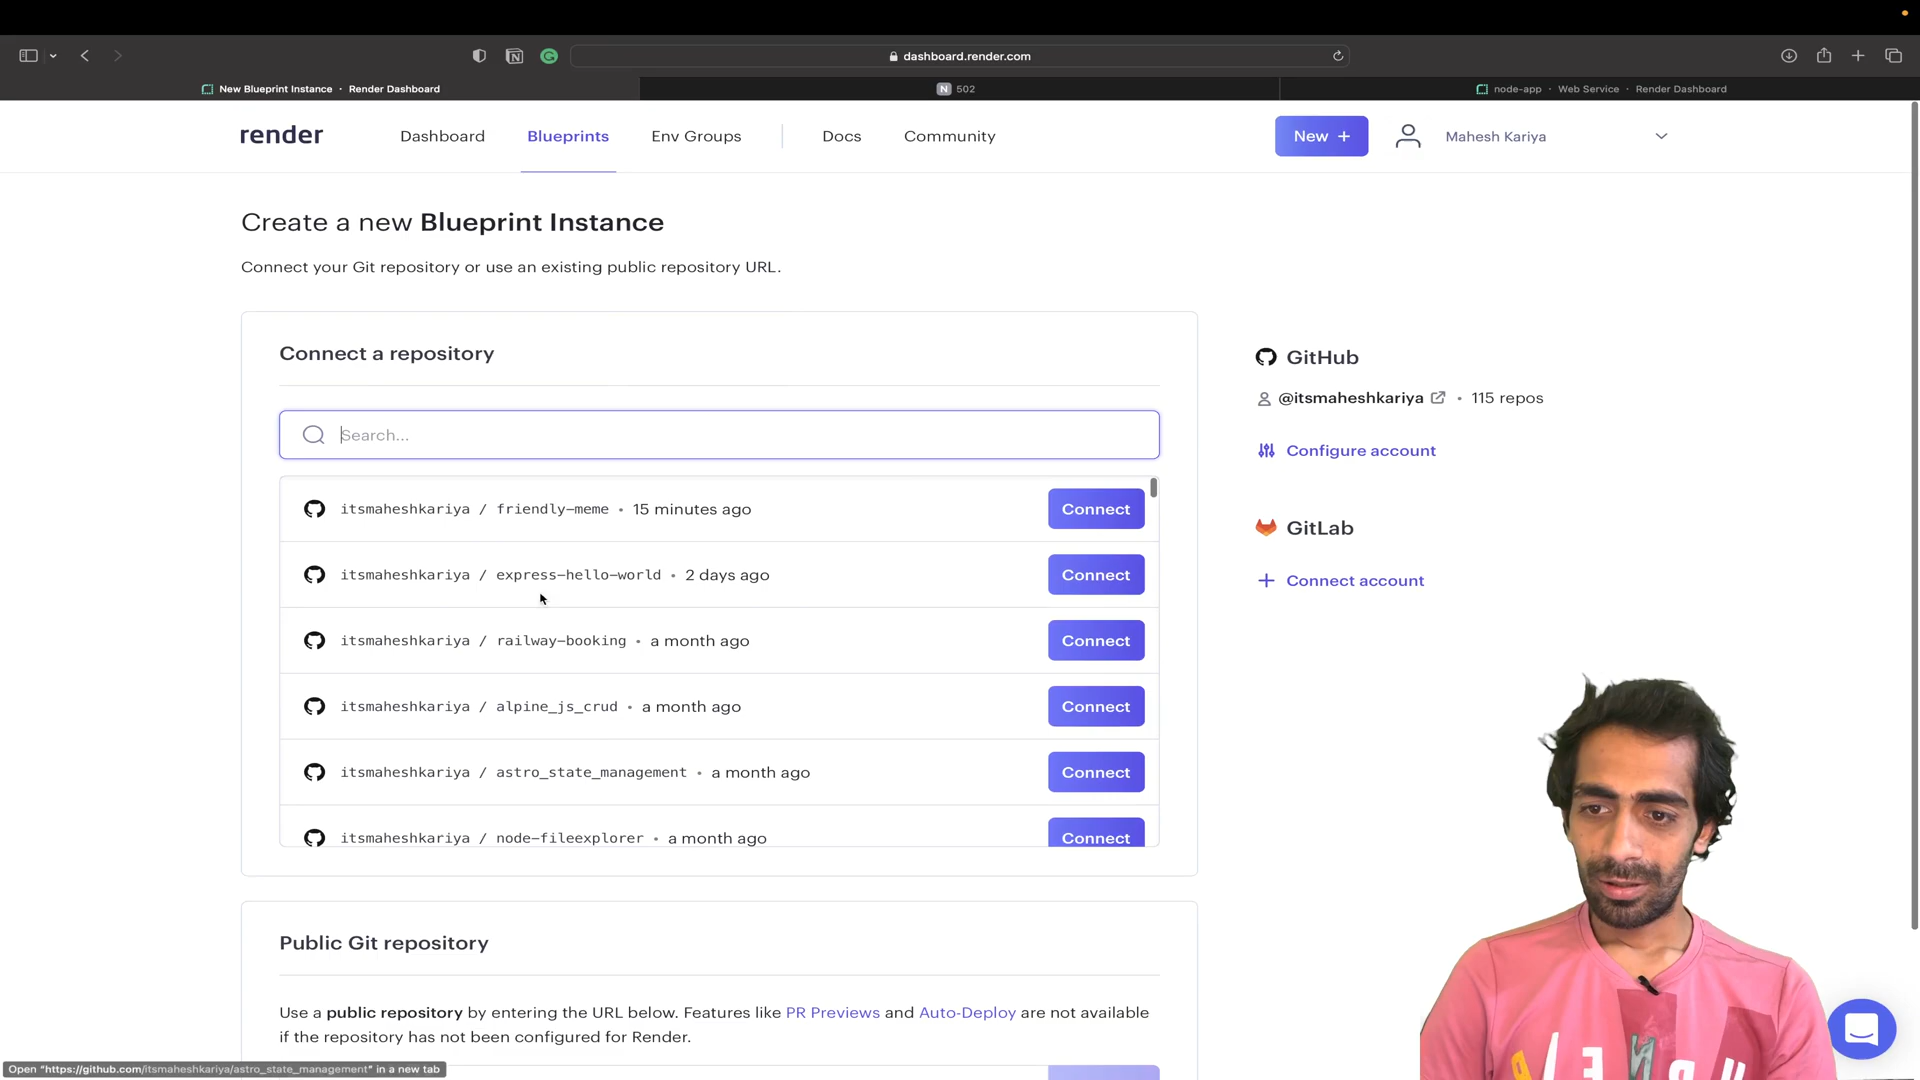 dashboard.render.com
New Blueprint Instance · Render Dashboard
N 502
node-app · Web Service · Render Dashboard
render
Dashboard
Blueprints
Env Groups
Docs
Community
New +
Mahesh Kariya
Create a new Blueprint Instance
Connect your Git repository or use an existing public repository URL.
Connect a repository
Search...
itsmaheshkariya / friendly-meme • 15 minutes ago
Connect
itsmaheshkariya / express-hello-world • 2 days ago
Connect
itsmaheshkariya / railway-booking • a month ago
Connect
itsmaheshkariya / alpine_js_crud • a month ago
Connect
itsmaheshkariya / astro_state_management • a month ago
Connect
itsmaheshkariya / node-fileexplorer • a month ago
Connect
GitHub
@itsmaheshkariya • 115 repos
Configure account
GitLab
Connect account
Public Git repository
Use a public repository by entering the URL below. Features like PR Previews and Auto-Deploy are not available
if the repository has not been configured for Render.
Open "https://github.com/itsmaheshkariya/astro_state_management" in a new tab